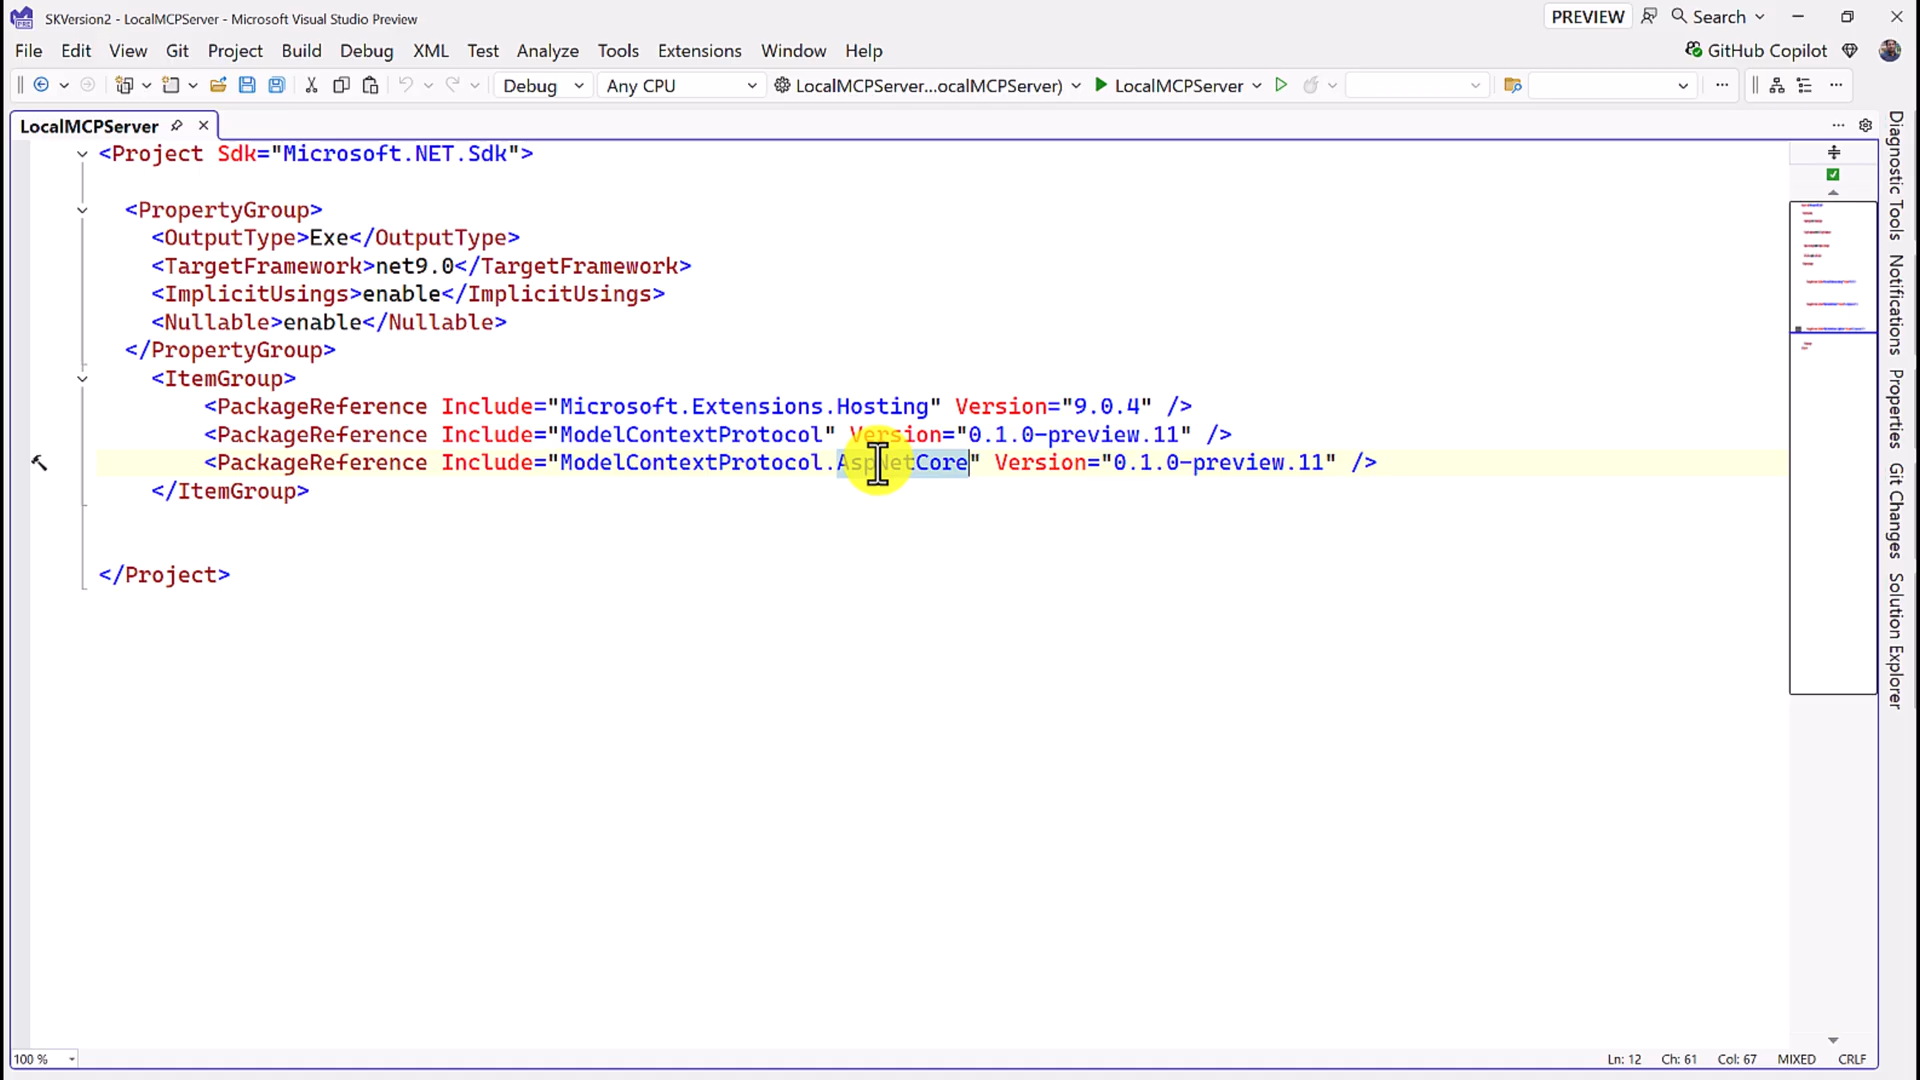 SKVersion2 - LocalMCPServer - Microsoft Visual Studio Preview PREVIEW Search
File Edit View Git Project Build Debug XML Test Analyze Tools Extensions Window Help GitHub Copilot
Debug Any CPU LocalMCPServer...ocalMCPServer) LocalMCPServer
LocalMCPServer
<Project Sdk="Microsoft.NET.Sdk">
<PropertyGroup>
<OutputType>Exe</OutputType>
<TargetFramework>net9.0</TargetFramework>
<ImplicitUsings>enable</ImplicitUsings>
<Nullable>enable</Nullable>
</PropertyGroup>
<ItemGroup>
<PackageReference Include="Microsoft.Extensions.Hosting" Version="9.0.4" />
<PackageReference Include="ModelContextProtocol" Version="0.1.0-preview.11" />
<PackageReference Include="ModelContextProtocol.AspNetCore" Version="0.1.0-preview.11" />
</ItemGroup>
</Project>
Diagnostic Tools
Notifications
Properties
Git Changes
Solution Explorer
100 % Ln: 12 Ch: 61 Col: 67 MIXED CRLF